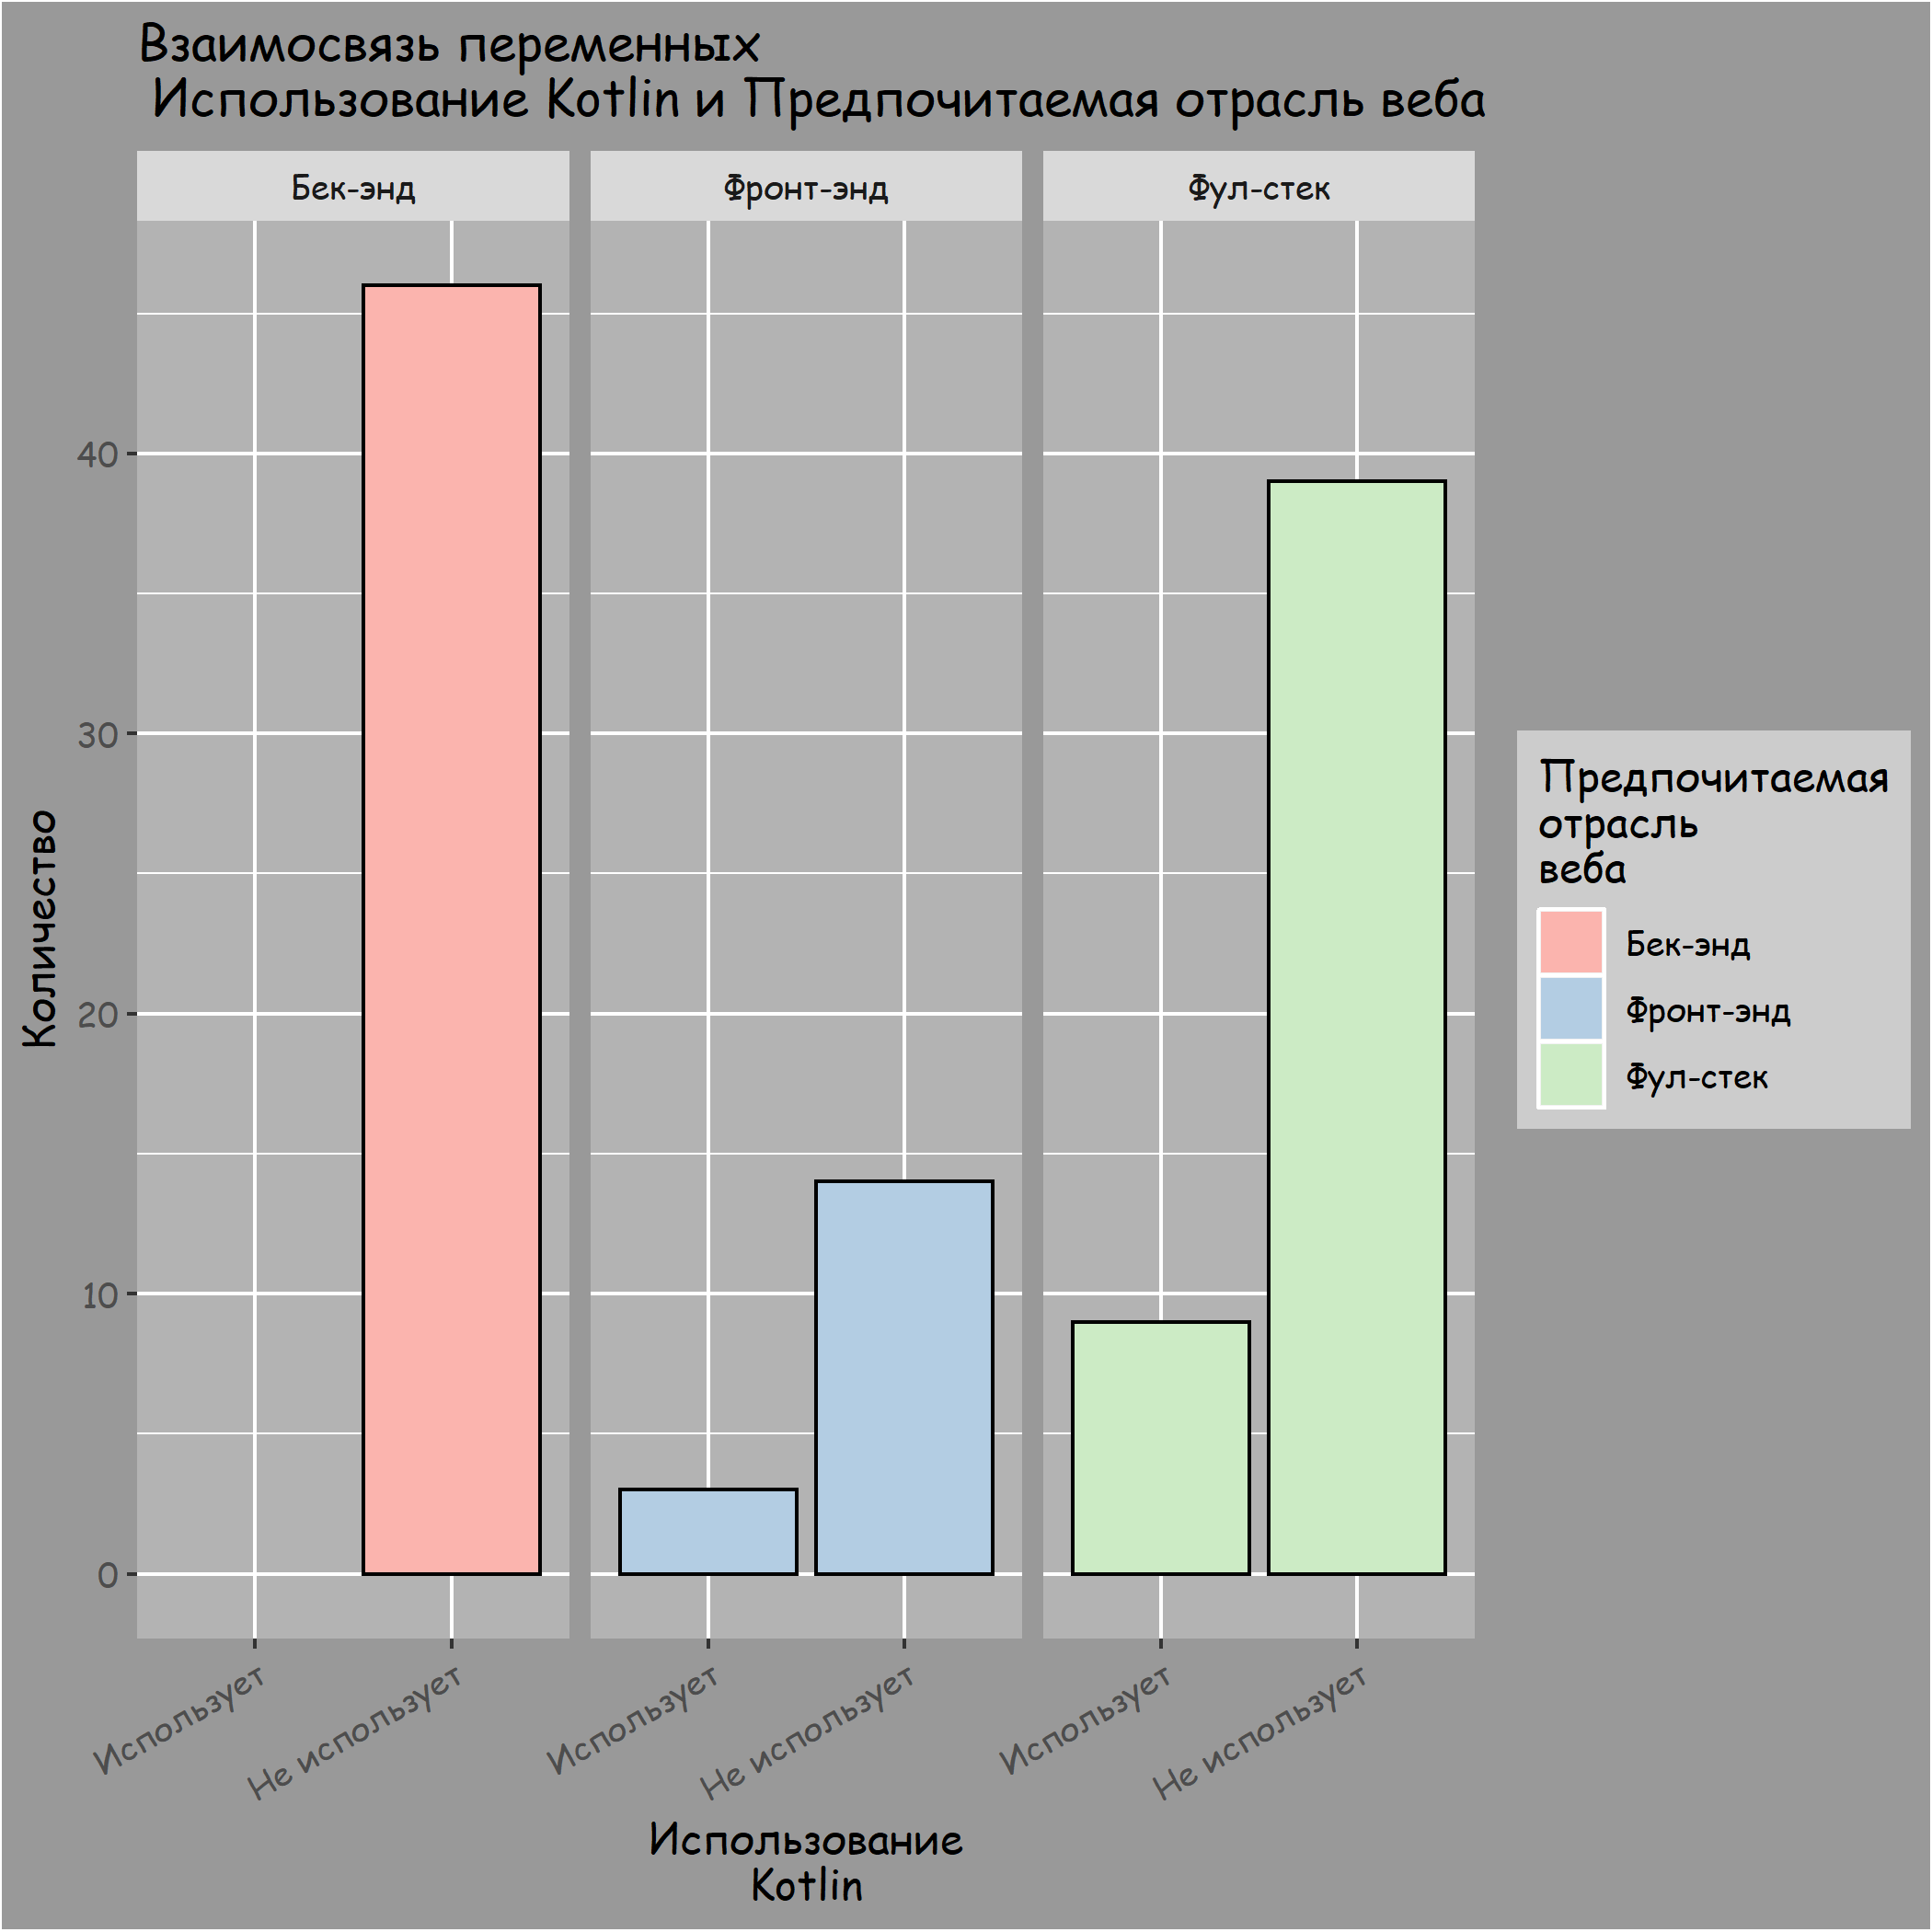 Взаимосвязь переменных
Использование Kotlin и Предпочитаемая отрасль веба
Бек-энд
Фронт-энд
Фул-стек
Количество
40
30
20
10
0
Использует
Не использует
Использует
Не использует
Использует
Не использует
Использование
Kotlin
Предпочитаемая
отрасль
веба
Бек-энд
Фронт-энд
Фул-стек